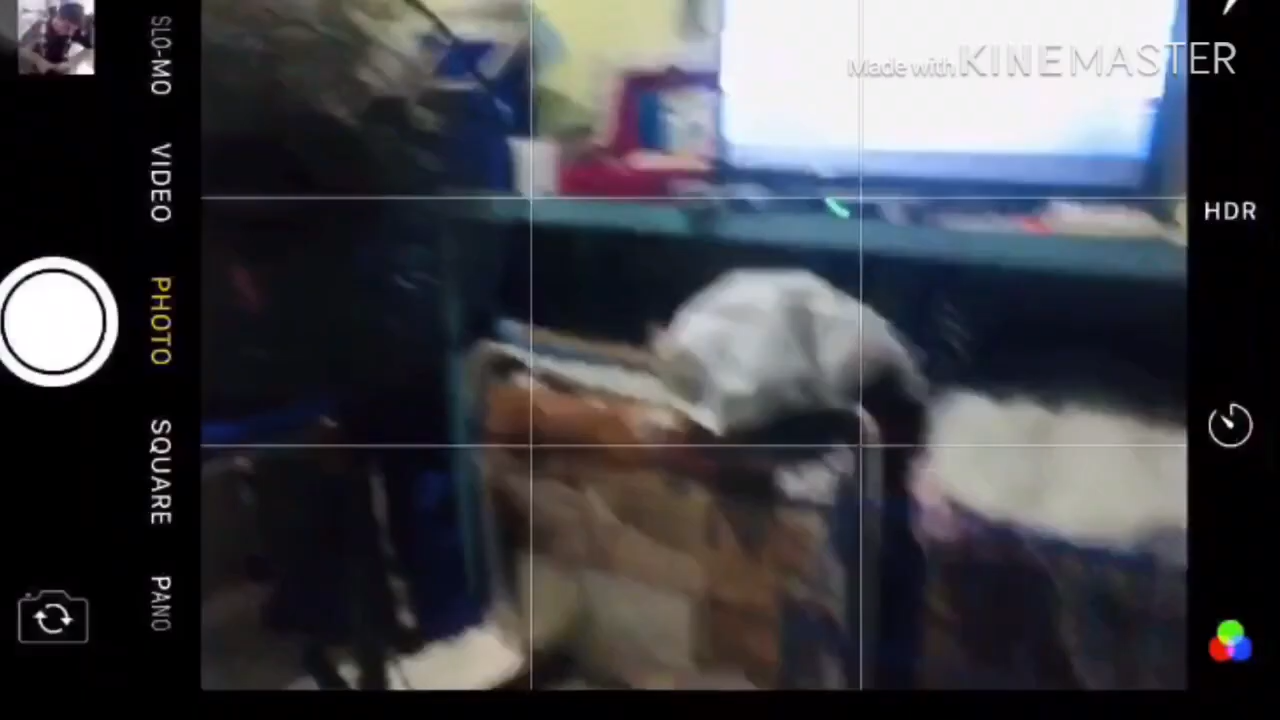 Made with KINEMASTER
SLO-MO
VIDEO
PHOTO
SQUARE
PANO
HDR